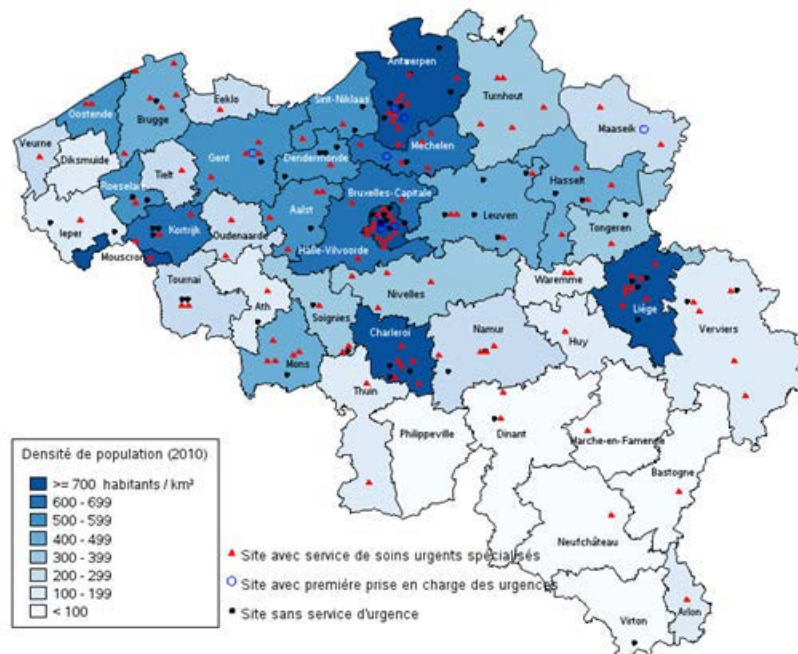 Antwerpen
Turnhout
Eeklo
Sint-Niklaas
Oostende
Brugge
Maaseik
Veurne
Diksmuide
Gent
Dendermonde
Mechelen
Tielt
Roeselare
Bruxelles-Capitale
Hasselt
Aalst
Leuven
Ieper
Kortrijk
Oudenaarde
Halle-Vilvoorde
Tongeren
Mouscron
Tournai
Ath
Nivelles
Waremme
Liège
Soignies
Charleroi
Namur
Huy
Verviers
Mons
Thuin
Philippeville
Dinant
Marche-en-Famenne
Bastogne
Neufchâteau
Arlon
Virton
Densité de population (2010)
>= 700 habitants / km²
600 - 699
500 - 599
400 - 499
300 - 399
200 - 299
100 - 199
< 100
Site avec service de soins urgents spécialisés
Site avec première prise en charge des urgences
Site sans service d'urgence